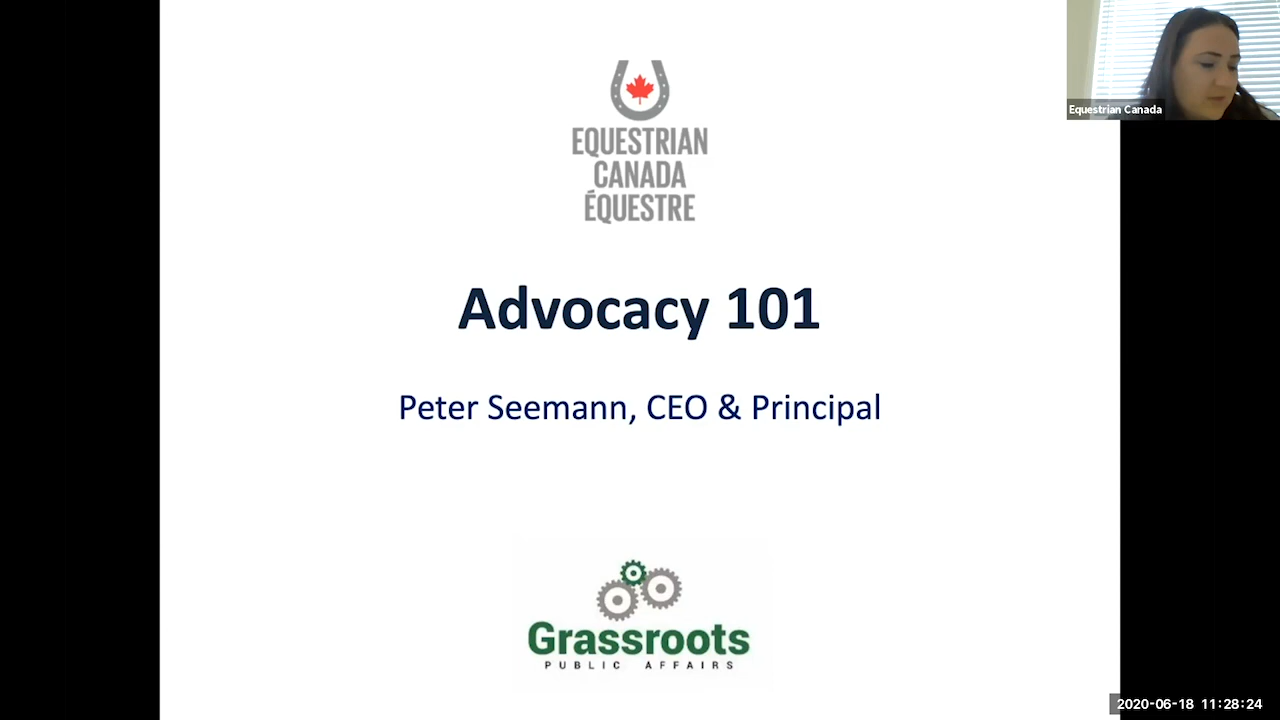 EQUESTRIAN
CANADA
ÉQUESTRE
Equestrian Canada
Advocacy 101
Peter Seemann, CEO & Principal
Grassroots
PUBLIC AFFAIRS
2020-06-18 11:28:24